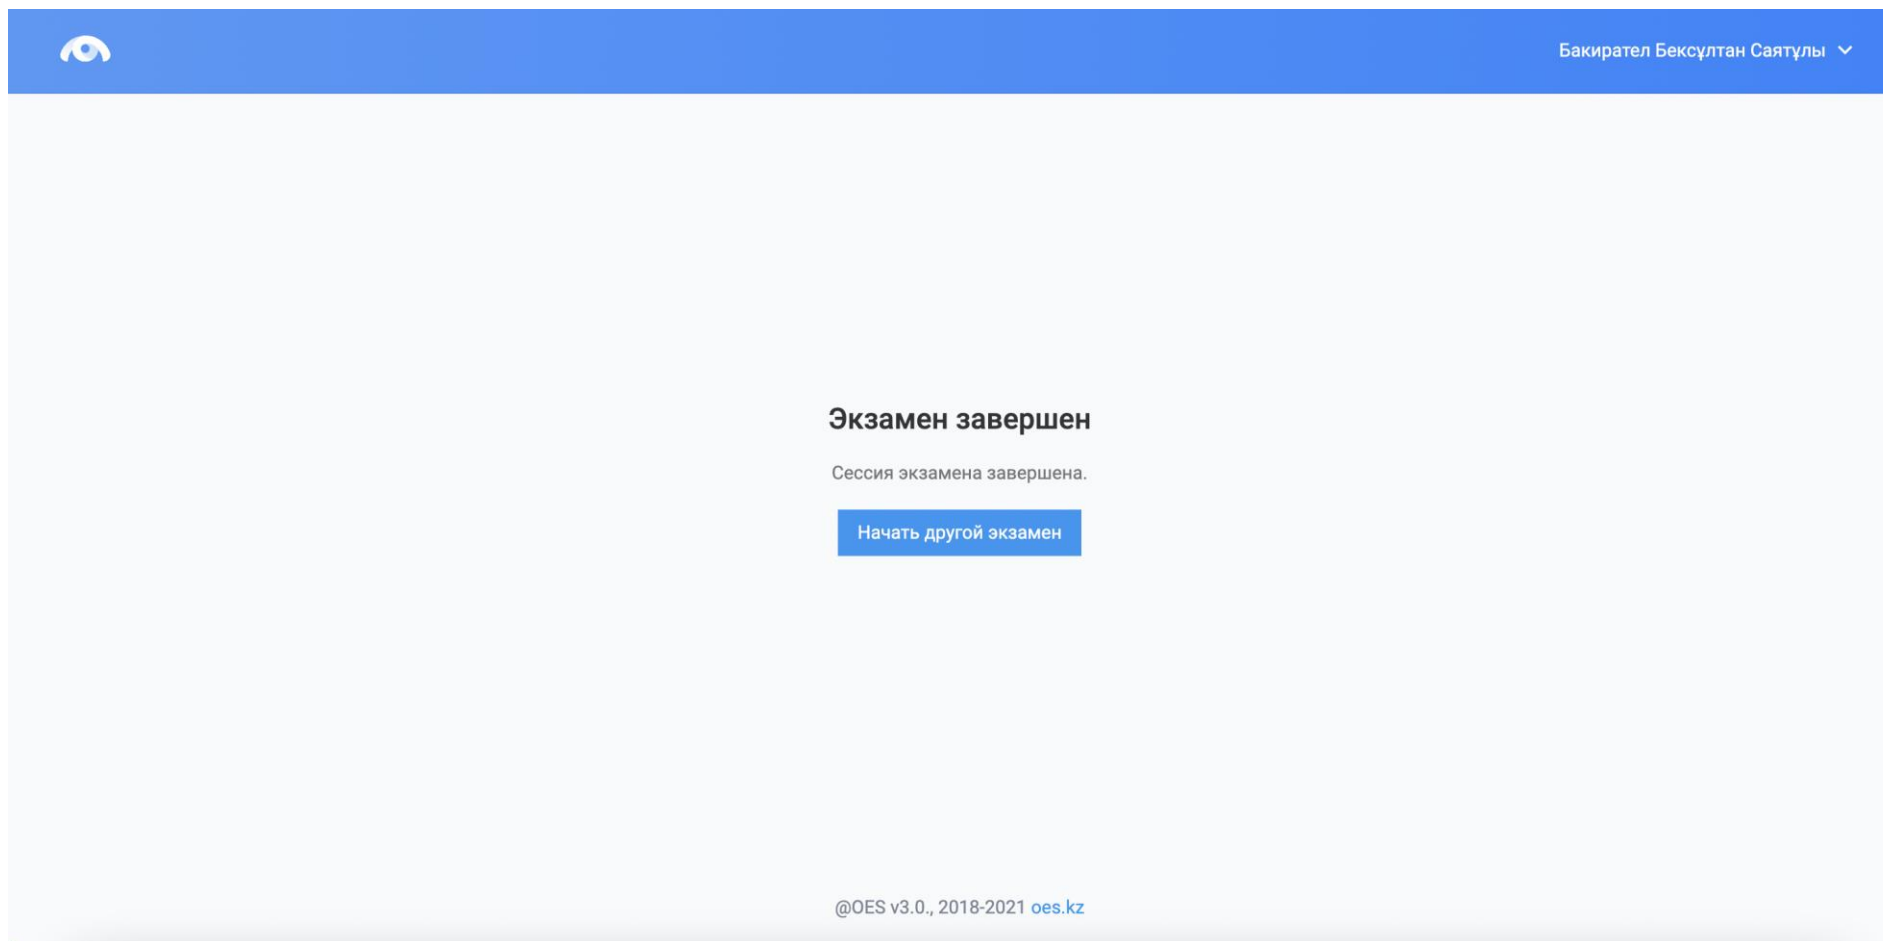 Бакирател Бексұлтан Саятұлы
Экзамен завершен
Сессия экзамена завершена.
Начать другой экзамен
@OES v3.0., 2018-2021 oes.kz